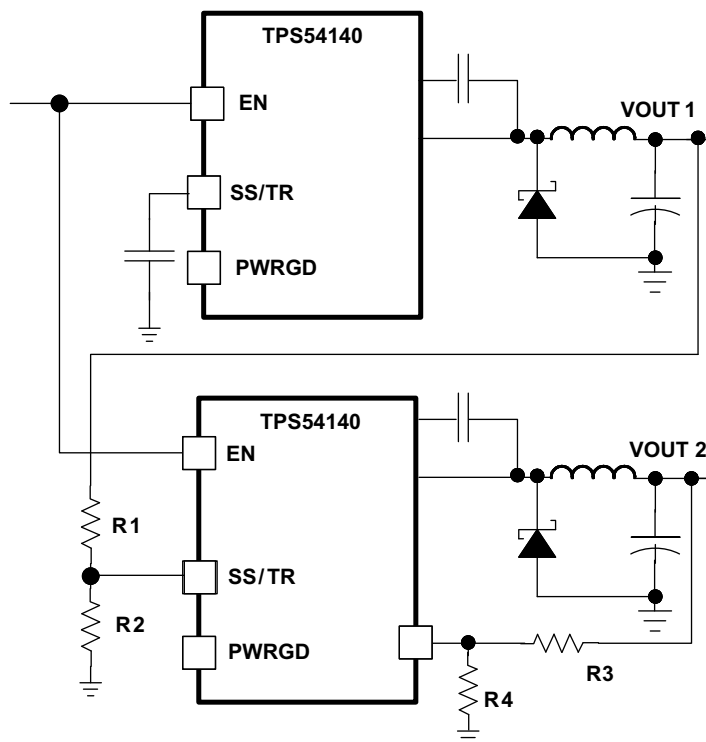 TPS54140
EN
VOUT 1
SS/TR
PWRGD
TPS54140
EN
VOUT 2
R1
SS/TR
R2
PWRGD
R3
R4